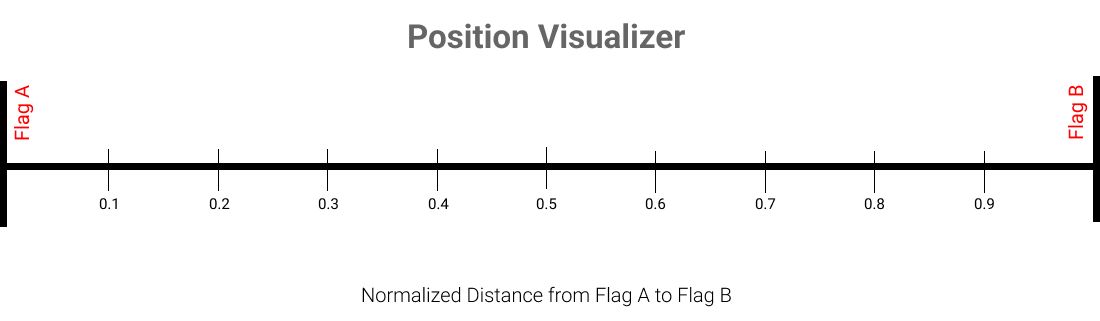 Position Visualizer
Flag A
Flag B
0.1 0.2 0.3 0.4 0.5 0.6 0.7 0.8 0.9
Normalized Distance from Flag A to Flag B